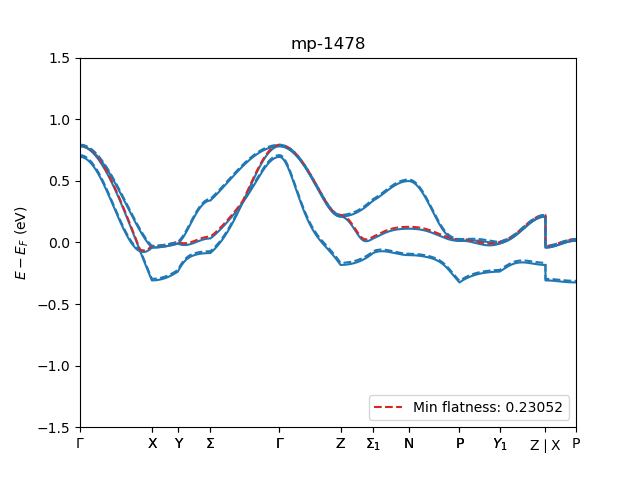 mp-1478
1.5
1.0
0.5
0.0
−0.5
−1.0
−1.5
E − E_F (eV)
Min flatness: 0.23052
Γ X Y Σ Γ Z Σ₁ N P Y₁ Z | X P